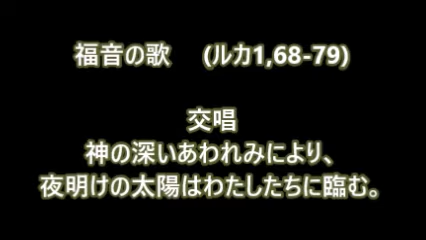 福音の歌　(ルカ1,68-79)
交唱
神の深いあわれみにより、
夜明けの太陽はわたしたちに臨む。